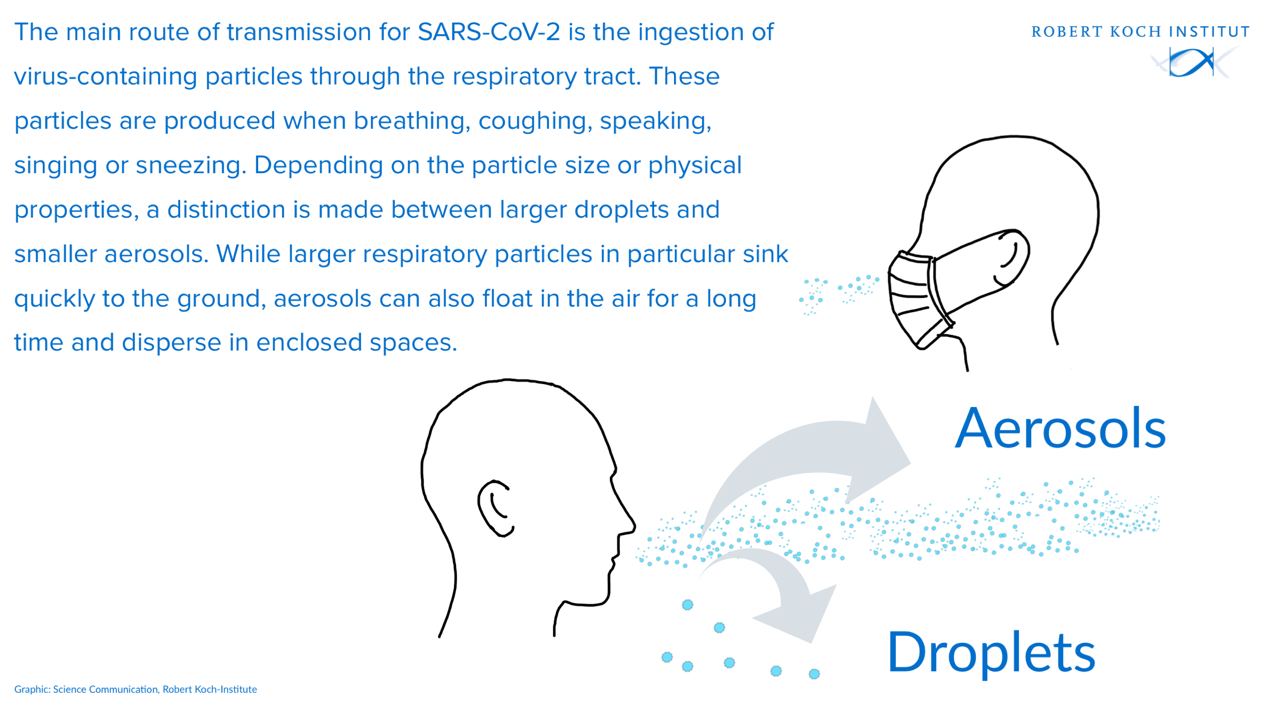 The main route of transmission for SARS-CoV-2 is the ingestion of
virus-containing particles through the respiratory tract. These
particles are produced when breathing, coughing, speaking,
singing or sneezing. Depending on the particle size or physical
properties, a distinction is made between larger droplets and
smaller aerosols. While larger respiratory particles in particular sink
quickly to the ground, aerosols can also float in the air for a long
time and disperse in enclosed spaces.
ROBERT KOCH INSTITUT
Aerosols
Droplets
Graphic: Science Communication, Robert Koch-Institute